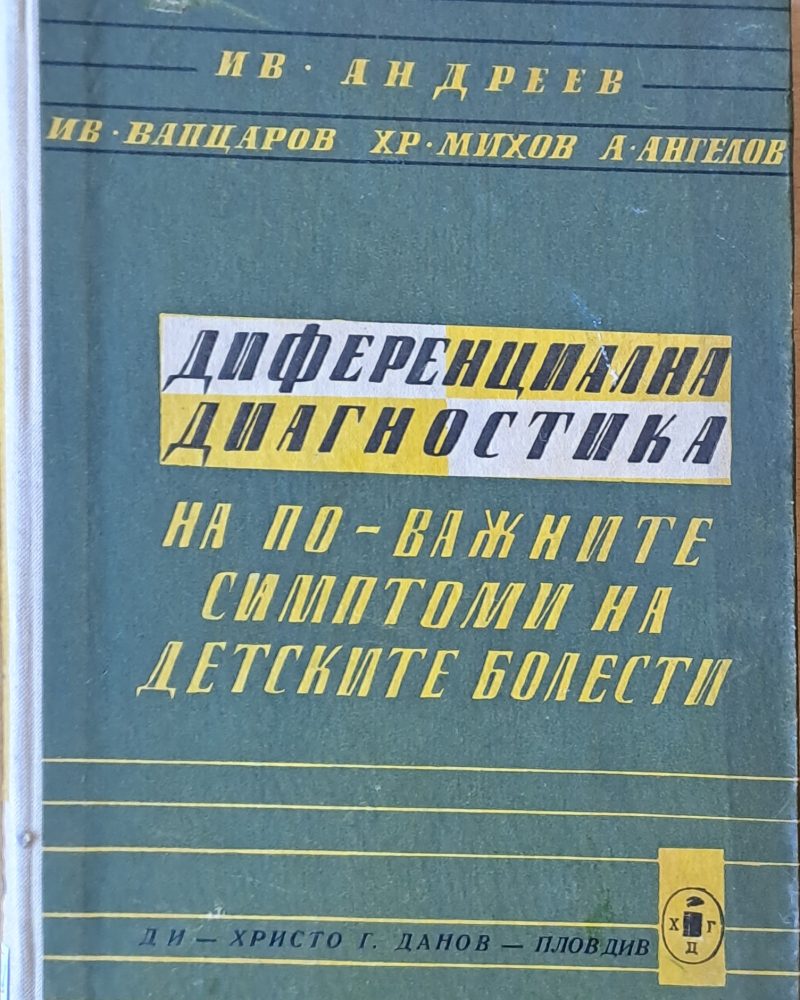 ИВ · АНДРЕЕВ
ИВ · ВАПЦАРОВ ХР · МИХОВ А · АНГЕЛОВ
ДИФЕРЕНЦИАЛНА
ДИАГНОСТИКА
НА ПО-ВАЖНИТЕ
СИМПТОМИ НА
ДЕТСКИТЕ БОЛЕСТИ
ДИ — ХРИСТО Г. ДАНОВ — ПЛОВДИВ
Х Г
Д